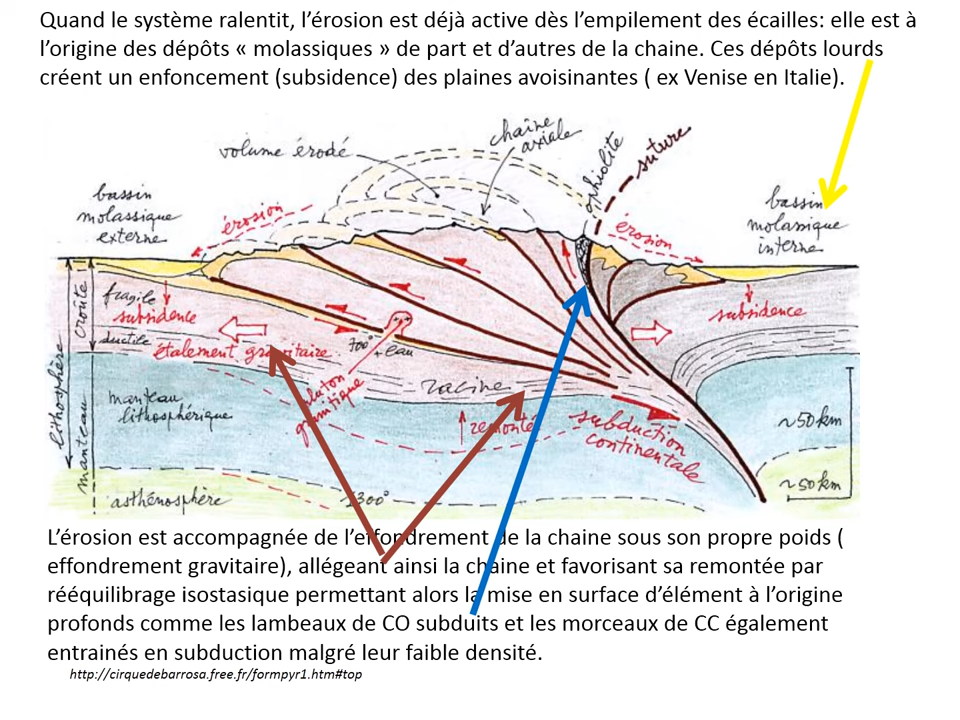 Quand le système ralentit, l’érosion est déjà active dès l’empilement des écailles: elle est à
l’origine des dépôts « molassiques » de part et d’autres de la chaine. Ces dépôts lourds
créent un enfoncement (subsidence) des plaines avoisinantes ( ex Venise en Italie).
volume érodé
chaîne
axiale
ophiolite
suture
bassin
molassique
externe
érosion
érosion
bassin
molassique
interne
croûte
fragile
subsidence
ductile
étalement gravitaire
700°
+ eau
subsidence
lithosphère
manteau
manteau
lithosphérique
pluton
granitique
racine
remontée
subduction
continentale
~50 km
~50 km
asthénosphère
1300°
L’érosion est accompagnée de l’effondrement de la chaine sous son propre poids (
effondrement gravitaire), allégeant ainsi la chaine et favorisant sa remontée par
rééquilibrage isostasique permettant alors la mise en surface d’élément à l’origine
profonds comme les lambeaux de CO subduits et les morceaux de CC également
entrainés en subduction malgré leur faible densité.
http://cirquedebarrosa.free.fr/formpyr1.htm#top